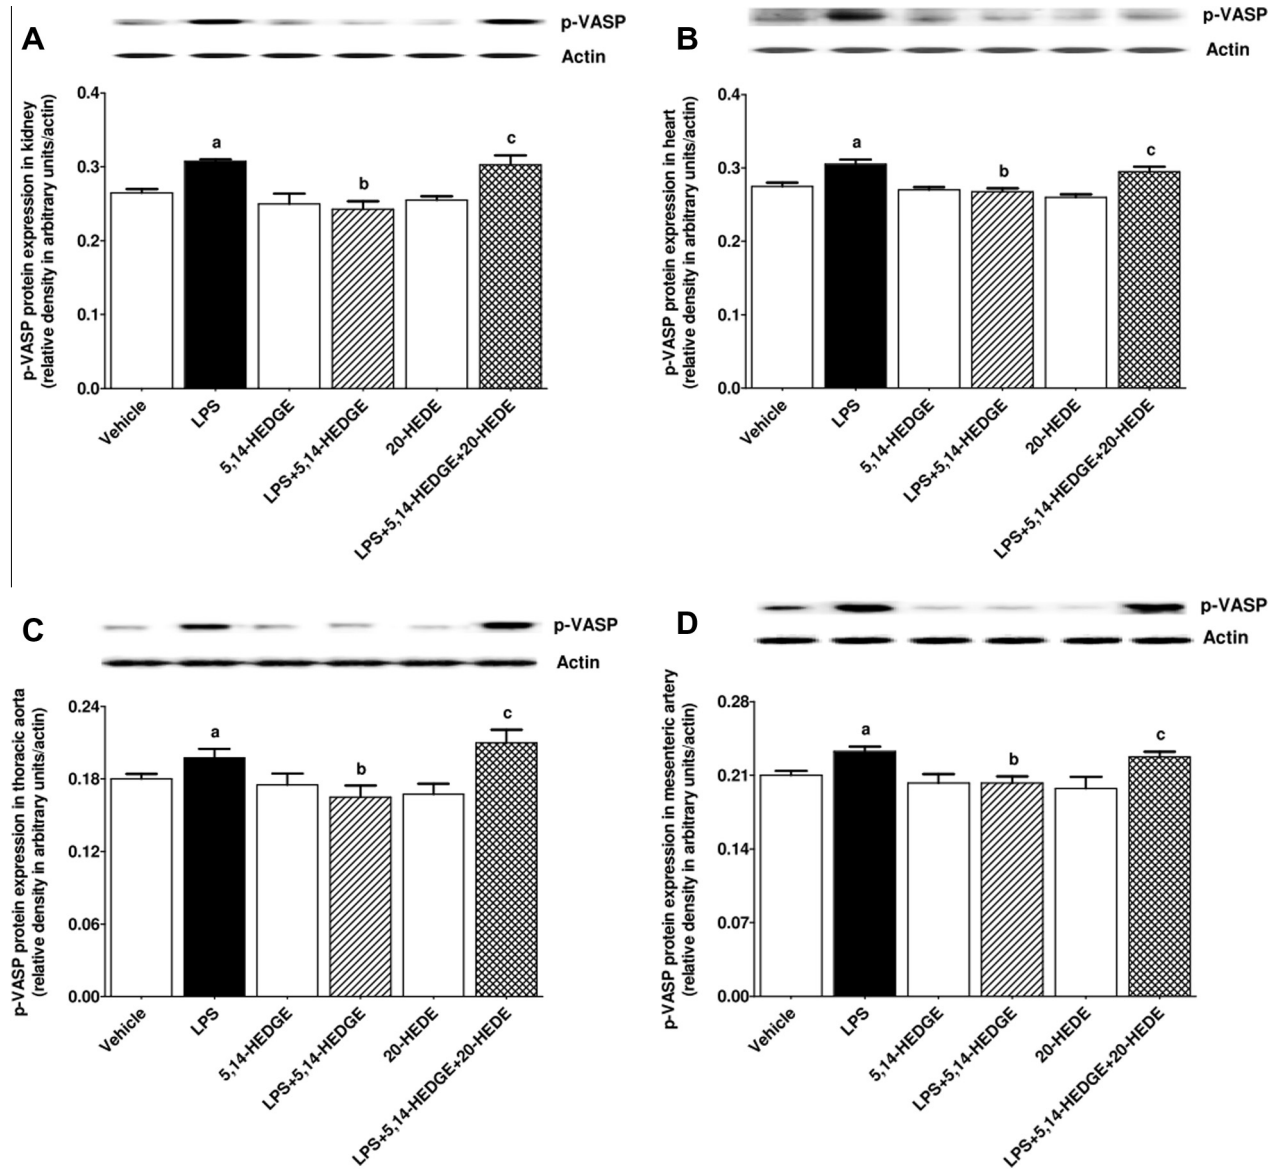 A
p-VASP
Actin
p-VASP protein expression in kidney
(relative density in arbitrary units/actin)
0.4
0.3
0.2
0.1
0.0
a
b
c
Vehicle
LPS
5,14-HEDGE
LPS+5,14-HEDGE
20-HEDE
LPS+5,14-HEDGE+20-HEDE
B
p-VASP
Actin
p-VASP protein expression in heart
(relative density in arbitrary units/actin)
0.4
0.3
0.2
0.1
0.0
a
b
c
Vehicle
LPS
5,14-HEDGE
LPS+5,14-HEDGE
20-HEDE
LPS+5,14-HEDGE+20-HEDE
C
p-VASP
Actin
p-VASP protein expression in thoracic aorta
(relative density in arbitrary units/actin)
0.24
0.18
0.12
0.06
0.00
a
b
c
Vehicle
LPS
5,14-HEDGE
LPS+5,14-HEDGE
20-HEDE
LPS+5,14-HEDGE+20-HEDE
D
p-VASP
Actin
p-VASP protein expression in mesenteric artery
(relative density in arbitrary units/actin)
0.28
0.21
0.14
0.07
0.00
a
b
c
Vehicle
LPS
5,14-HEDGE
LPS+5,14-HEDGE
20-HEDE
LPS+5,14-HEDGE+20-HEDE